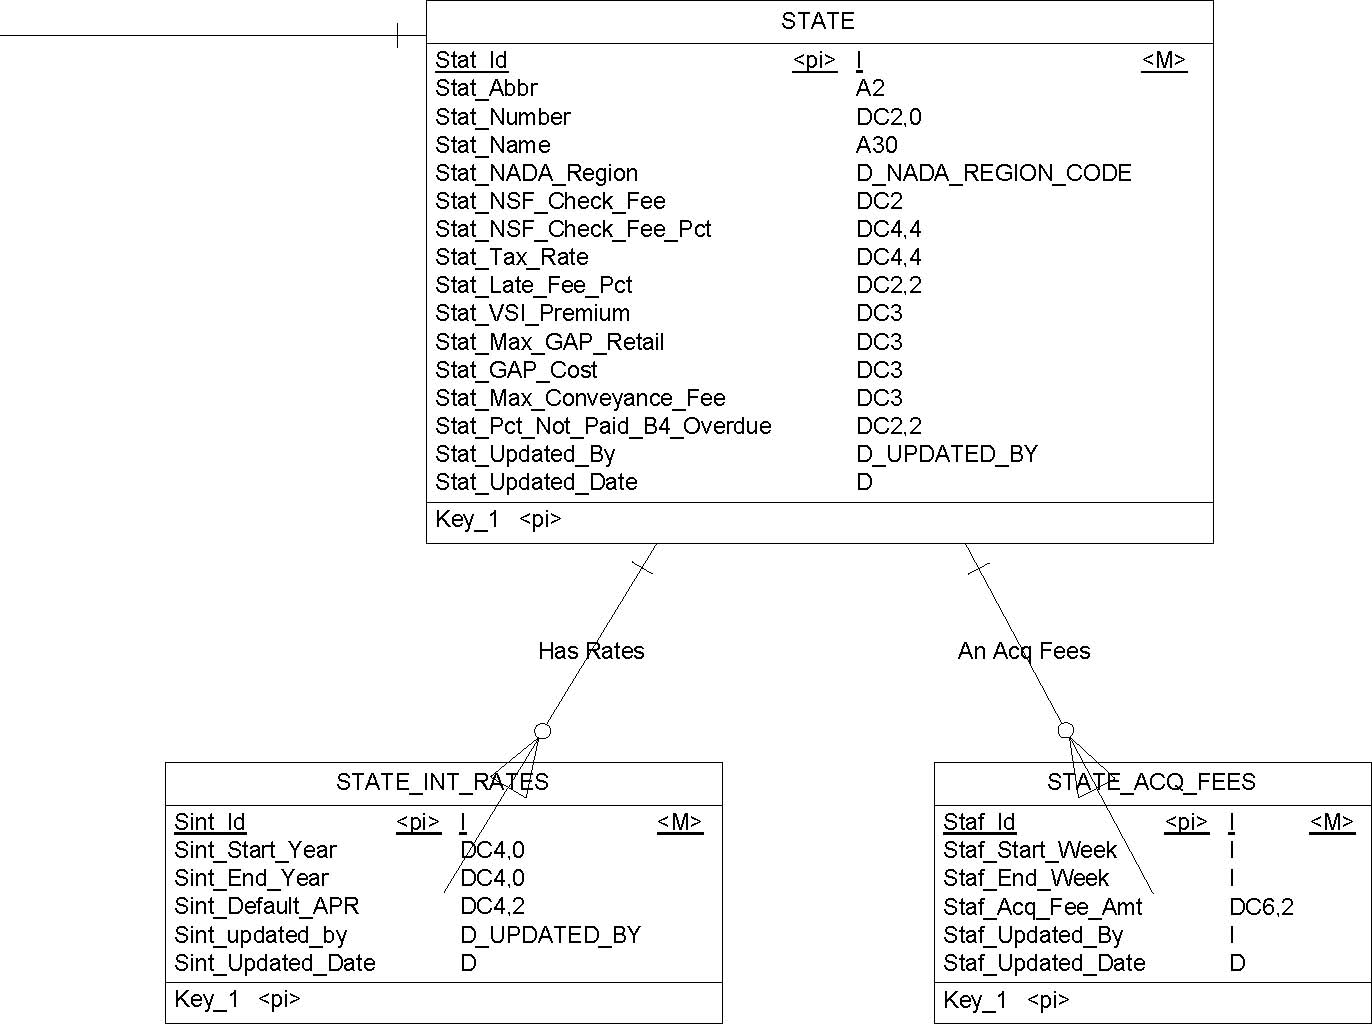 STATE
Stat_Id <pi> I <M>
Stat_Abbr A2
Stat_Number DC2,0
Stat_Name A30
Stat_NADA_Region D_NADA_REGION_CODE
Stat_NSF_Check_Fee DC2
Stat_NSF_Check_Fee_Pct DC4,4
Stat_Tax_Rate DC4,4
Stat_Late_Fee_Pct DC2,2
Stat_VSI_Premium DC3
Stat_Max_GAP_Retail DC3
Stat_GAP_Cost DC3
Stat_Max_Conveyance_Fee DC3
Stat_Pct_Not_Paid_B4_Overdue DC2,2
Stat_Updated_By D_UPDATED_BY
Stat_Updated_Date D
Key_1 <pi>
Has Rates
An Acq Fees
STATE_INT_RATES
Sint_Id <pi> I <M>
Sint_Start_Year DC4,0
Sint_End_Year DC4,0
Sint_Default_APR DC4,2
Sint_updated_by D_UPDATED_BY
Sint_Updated_Date D
Key_1 <pi>
STATE_ACQ_FEES
Staf_Id <pi> I <M>
Staf_Start_Week I
Staf_End_Week I
Staf_Acq_Fee_Amt DC6,2
Staf_Updated_By I
Staf_Updated_Date D
Key_1 <pi>